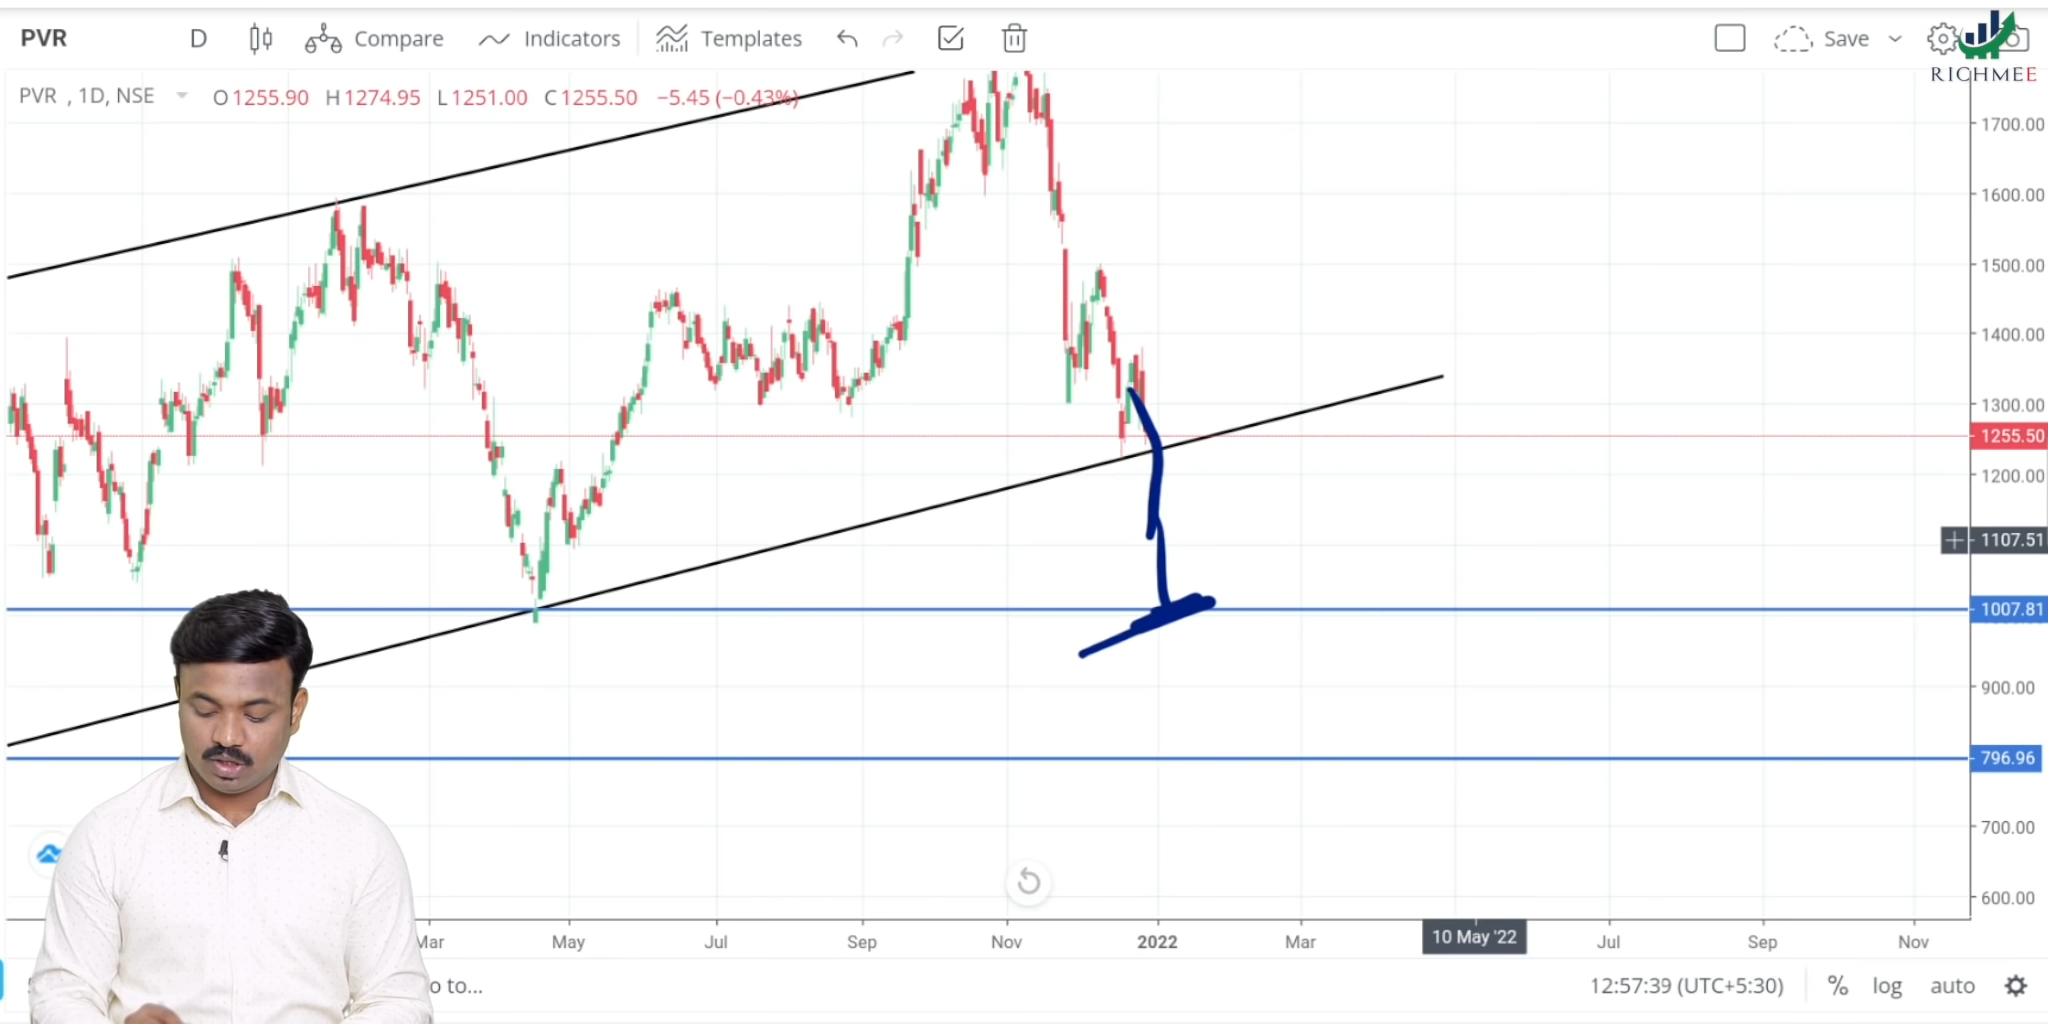 PVR D Compare Indicators Templates Save
RICHMEE
PVR , 1D, NSE O1255.90 H1274.95 L1251.00 C1255.50 −5.45 (−0.43%)
1700.00
1600.00
1500.00
1400.00
1300.00
1255.50
1200.00
1107.51
1007.81
900.00
796.96
700.00
600.00
Mar May Jul Sep Nov 2022 Mar 10 May '22 Jul Sep Nov
o to... 12:57:39 (UTC+5:30) % log auto